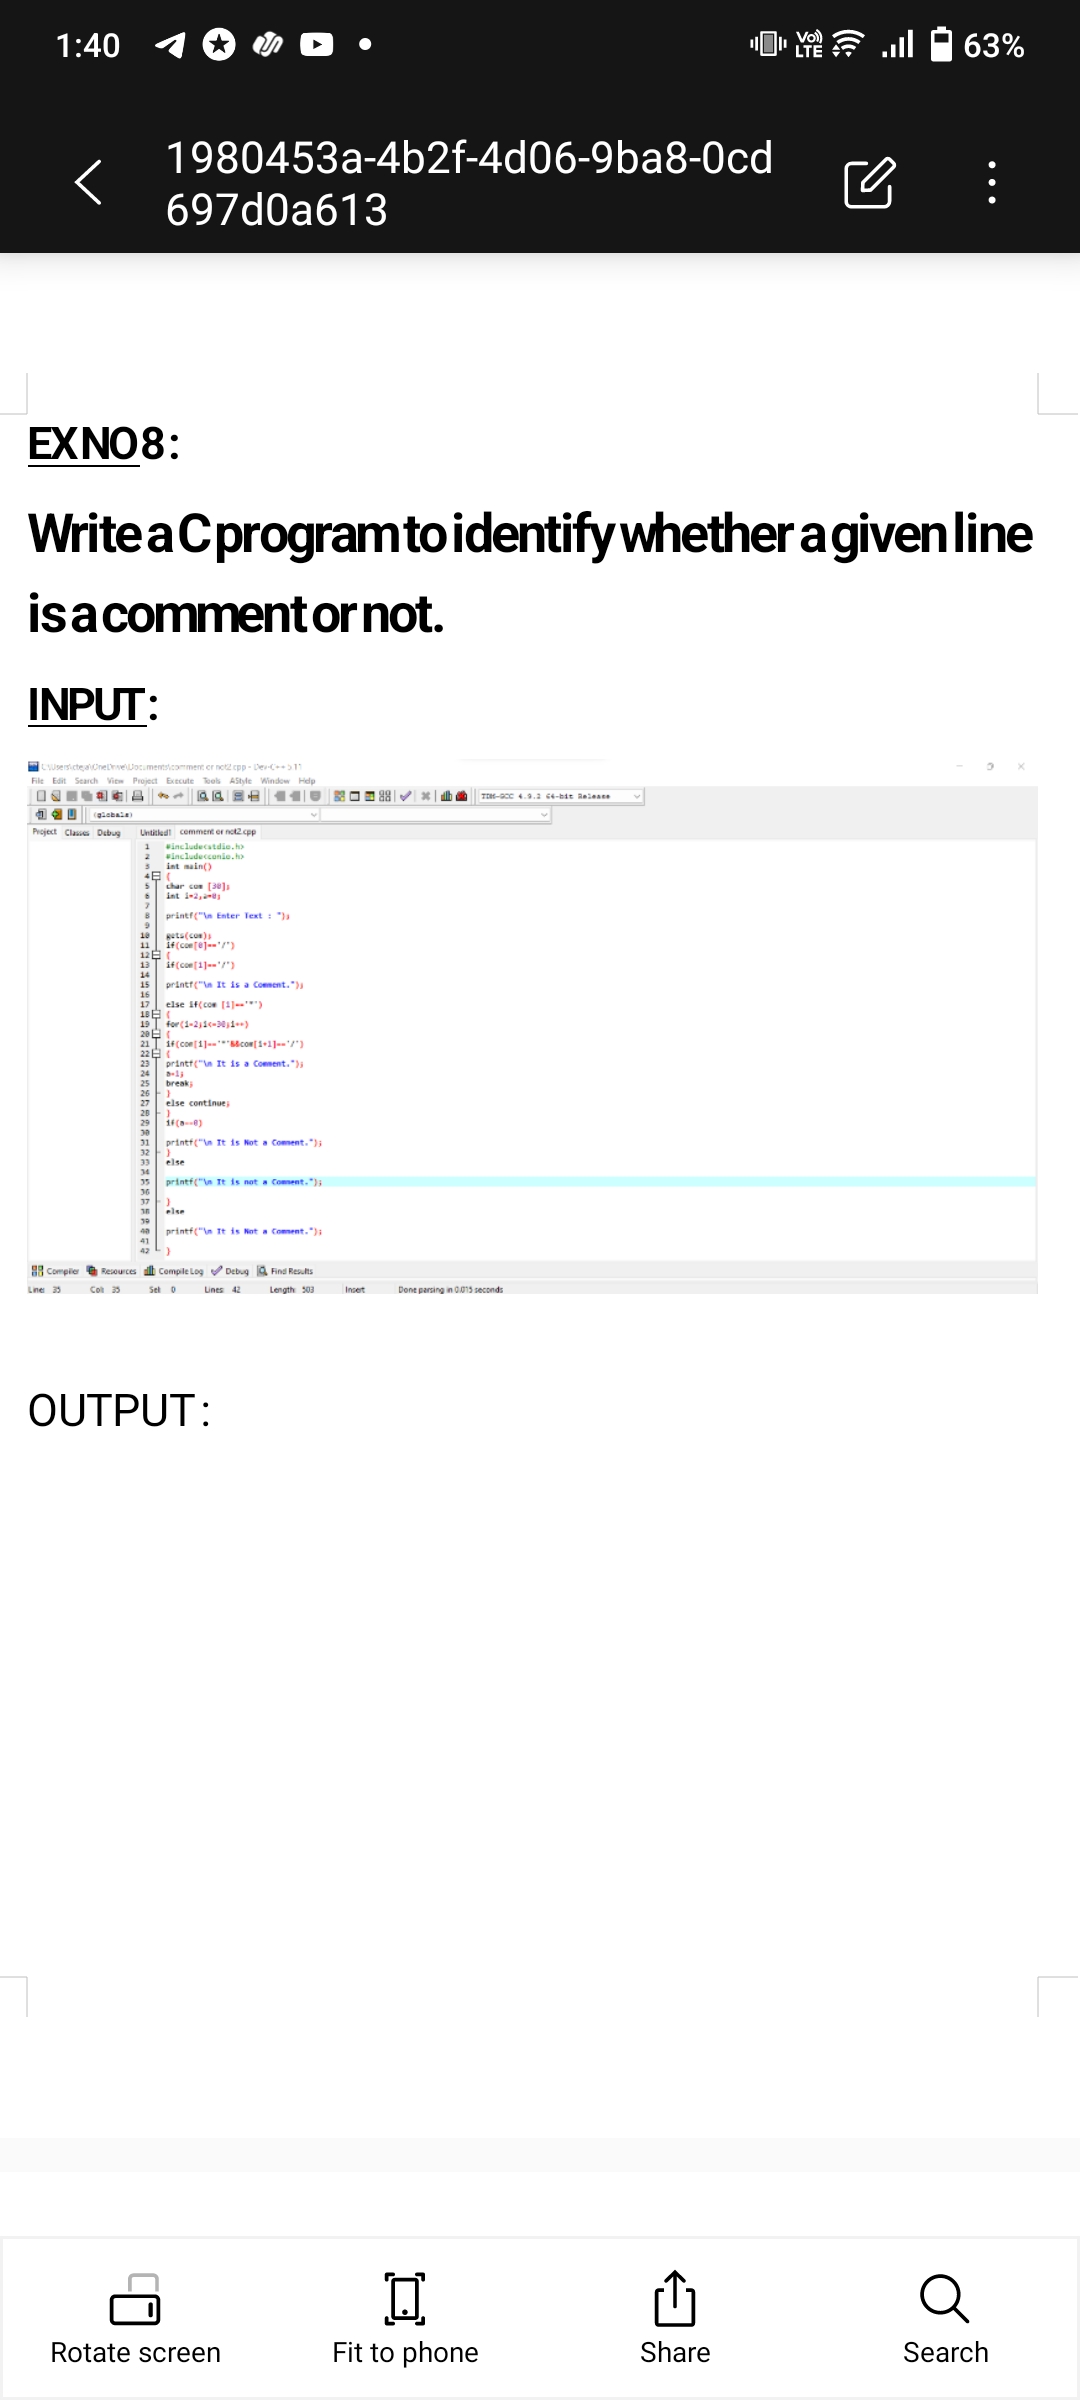 1:40
VoD LTE 63%
1980453a-4b2f-4d06-9ba8-0cd
697d0a613
EXNO8:
Write a C program to identify whether a given line
is a comment or not.
INPUT:
C:\Users\cteja\OneDrive\Documents\comment or not2.cpp - Dev-C++ 5.11
File Edit Search View Project Execute Tools AStyle Window Help
TDM-GCC 4.9.2 64-bit Release
(globals)
Project Classes Debug Untitled1 comment or not2.cpp
1 #include<stdio.h>
2 #include<conio.h>
3 int main()
4 {
5 char com [30];
6 int i=2,a=0;
7
8 printf("\n Enter Text : ");
9
10 gets(com);
11 if(com[0]=='/')
12 {
13 if(com[1]=='/')
14
15 printf("\n It is a Comment.");
16
17 else if(com [1]=='*')
18 {
19 for(i=2;i<=30;i++)
20 {
21 if(com[i]=='*'&&com[i+1]=='/')
22 {
23 printf("\n It is a Comment.");
24 a=1;
25 break;
26 }
27 else continue;
28 }
29 if(a==0)
30
31 printf("\n It is Not a Comment.");
32 }
33 else
34
35 printf("\n It is not a Comment.");
36
37 }
38 else
39
40 printf("\n It is Not a Comment.");
41
42 }
Compiler Resources Compile Log Debug Find Results
Line: 35 Col: 35 Sel: 0 Lines: 42 Length: 503 Insert Done parsing in 0.015 seconds
OUTPUT:
Rotate screen Fit to phone Share Search